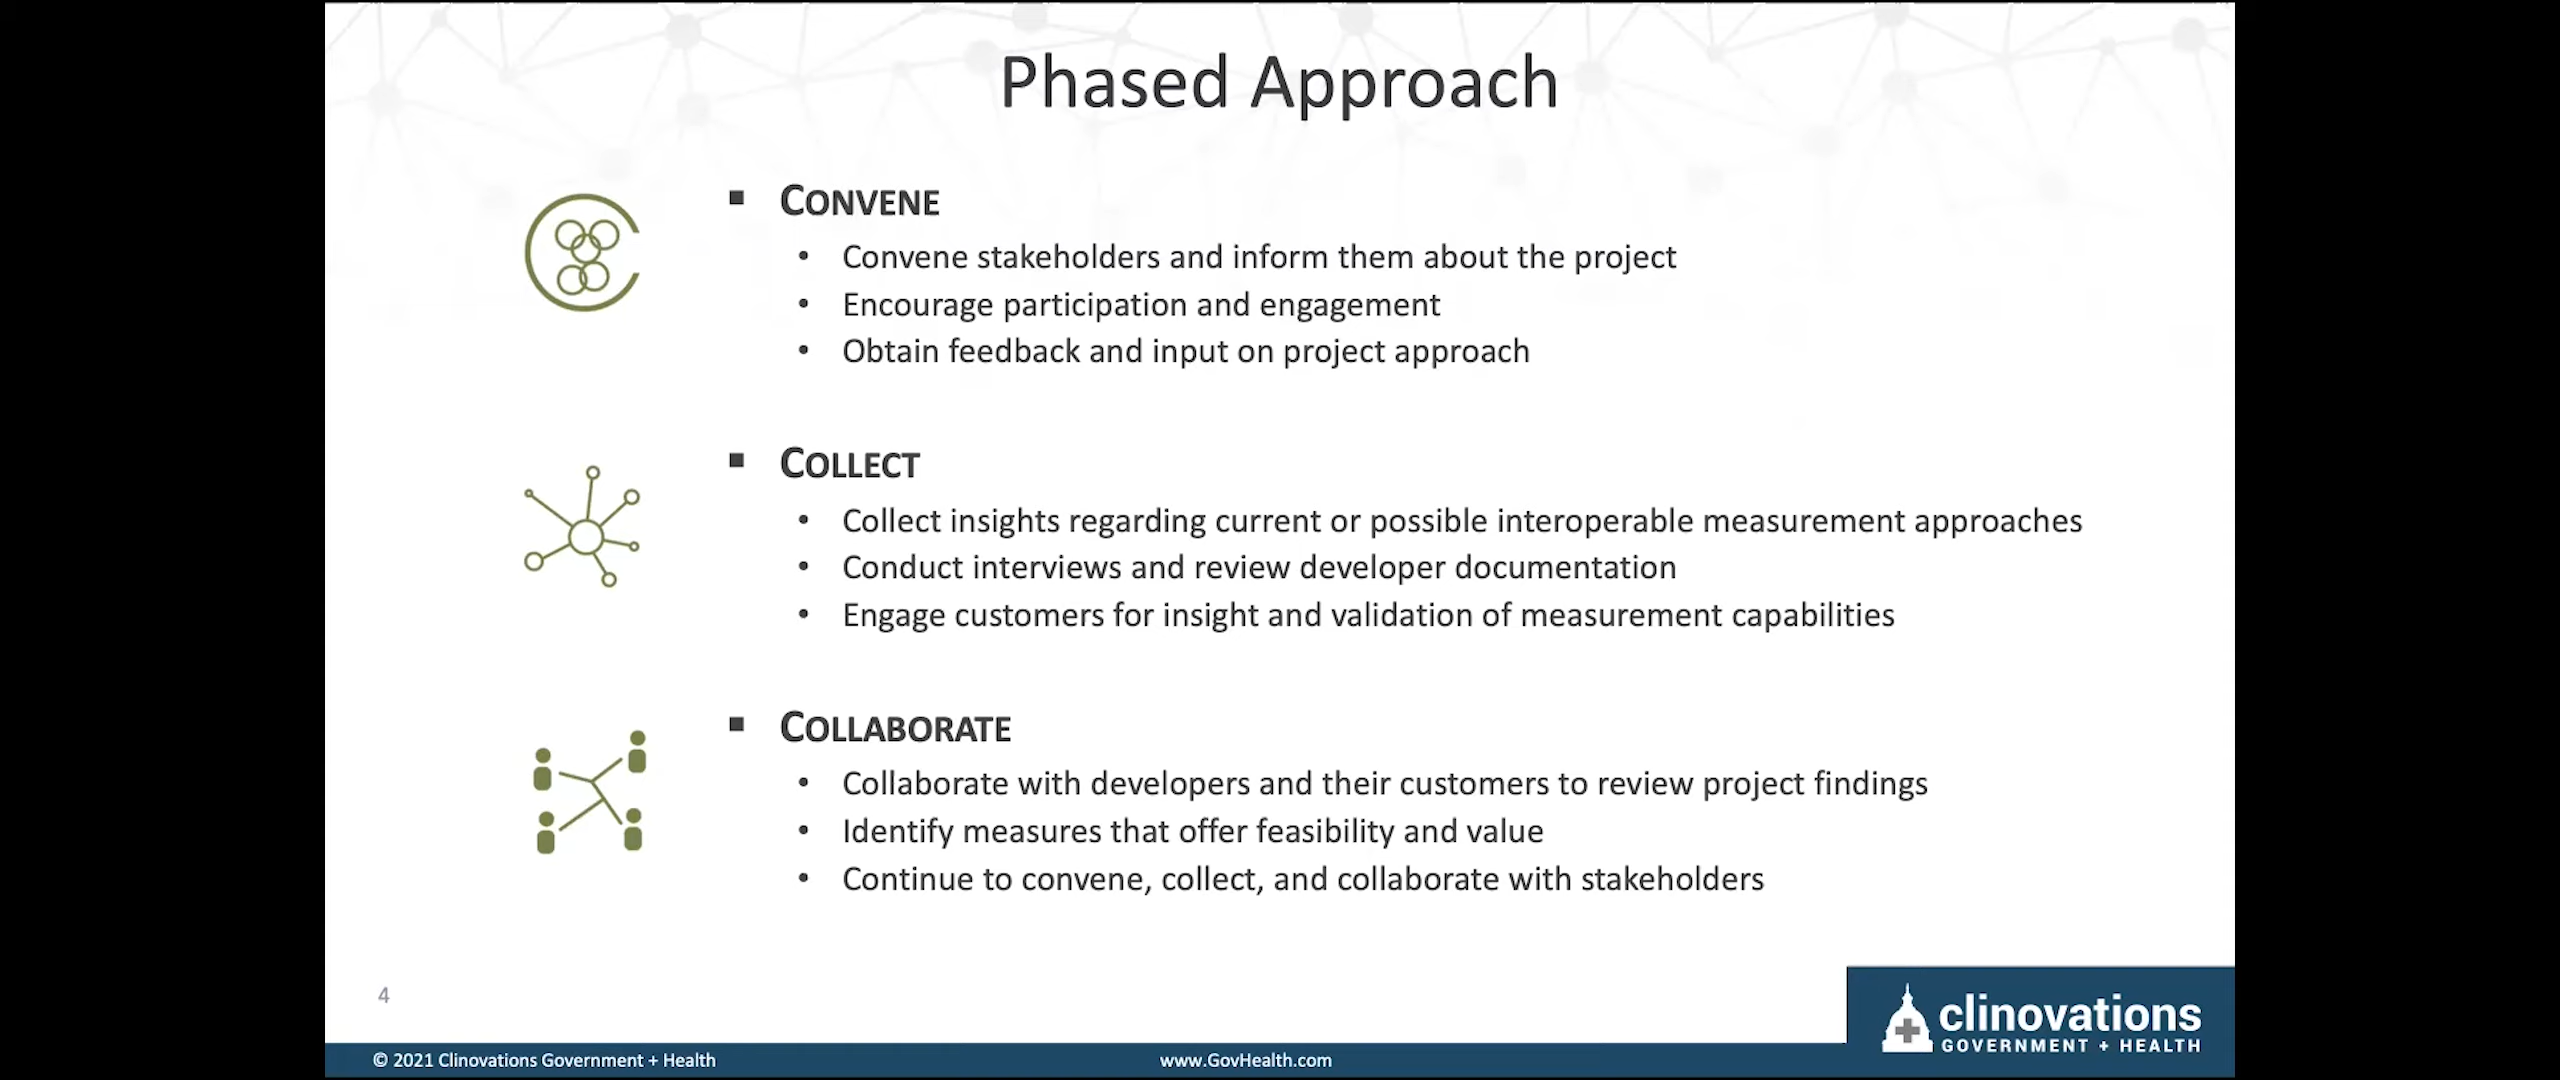 Phased Approach
▪ CONVENE
• Convene stakeholders and inform them about the project
• Encourage participation and engagement
• Obtain feedback and input on project approach
▪ COLLECT
• Collect insights regarding current or possible interoperable measurement approaches
• Conduct interviews and review developer documentation
• Engage customers for insight and validation of measurement capabilities
▪ COLLABORATE
• Collaborate with developers and their customers to review project findings
• Identify measures that offer feasibility and value
• Continue to convene, collect, and collaborate with stakeholders
4
clinovations
GOVERNMENT + HEALTH
© 2021 Clinovations Government + Health
www.GovHealth.com